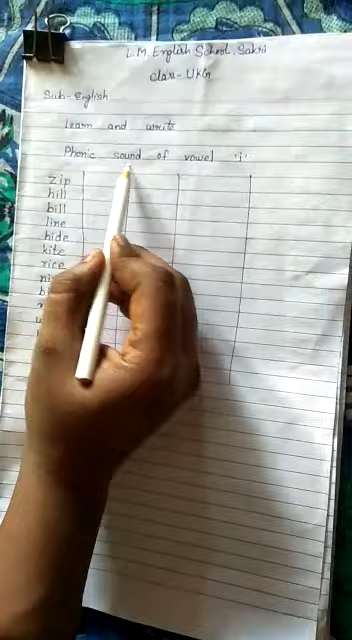 L.M. English School, Sakri
class - UKG
Sub - English
Learn and write
Phonic sound of vowel 'i'
zip
hill
bill
line
hide
kite
rice